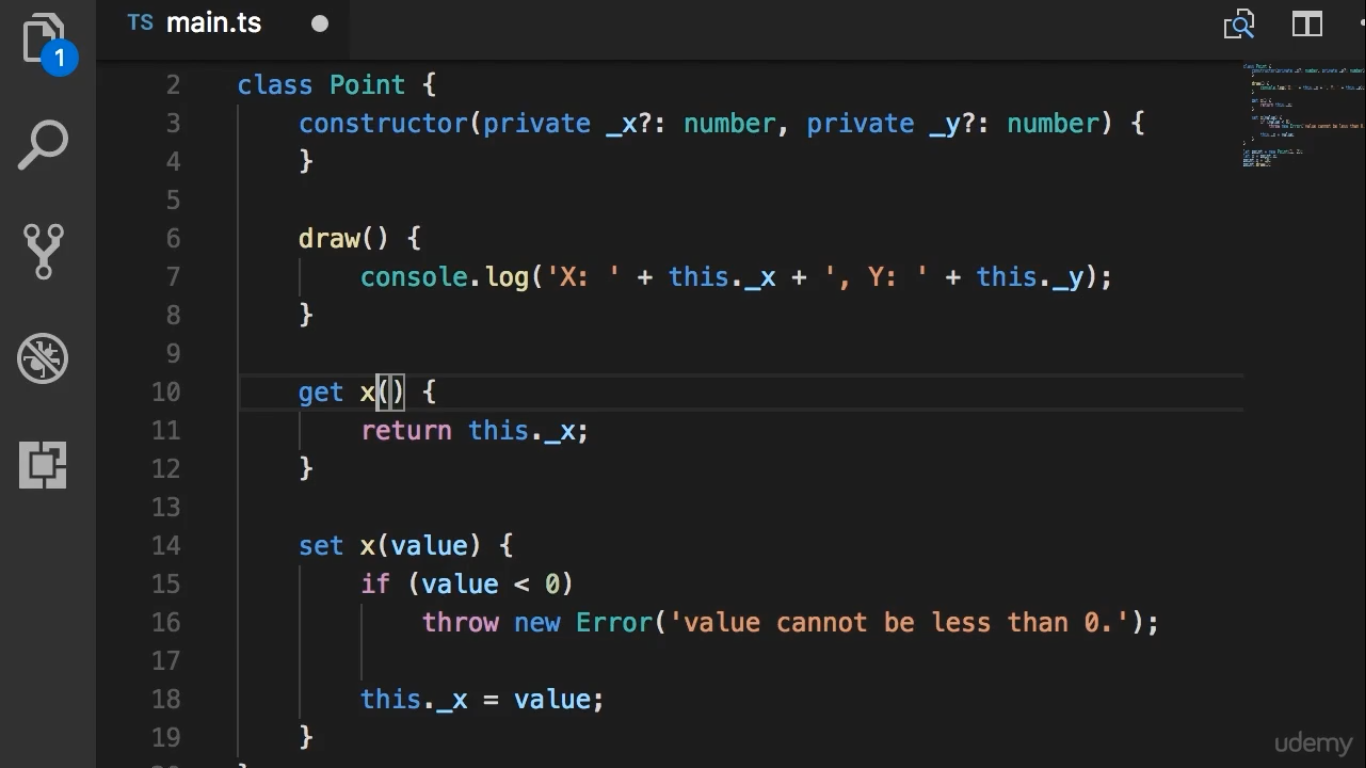 TS main.ts
1
2 class Point {
3     constructor(private _x?: number, private _y?: number) {
4     }
5
6     draw() {
7         console.log('X: ' + this._x + ', Y: ' + this._y);
8     }
9
10     get x() {
11         return this._x;
12     }
13
14     set x(value) {
15         if (value < 0)
16             throw new Error('value cannot be less than 0.');
17
18         this._x = value;
19     }
udemy